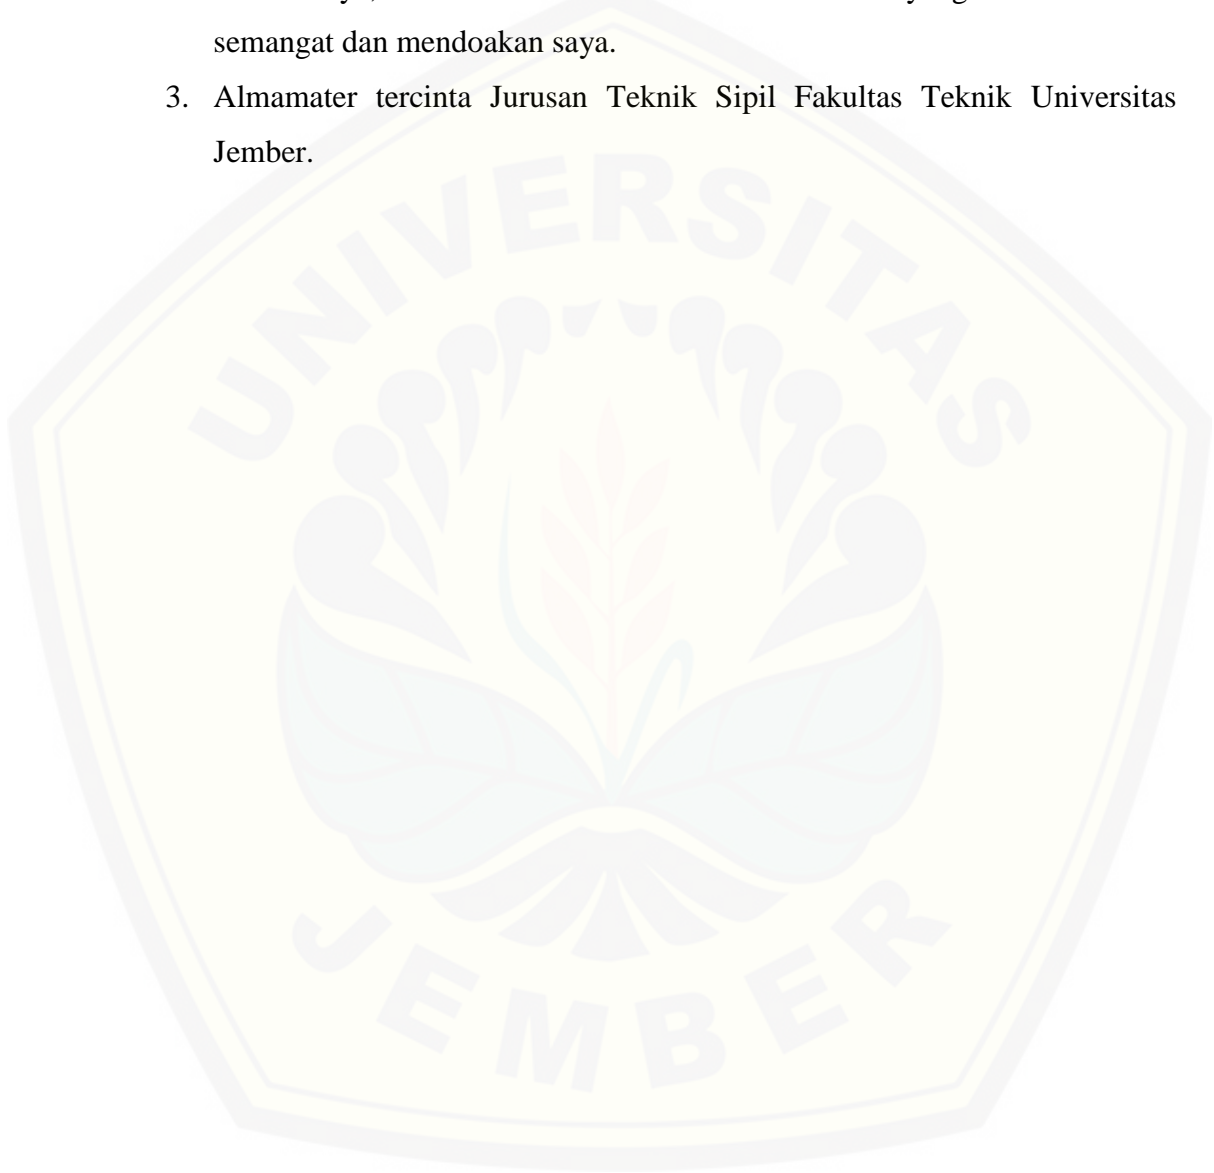 semangat dan mendoakan saya.
3. Almamater tercinta Jurusan Teknik Sipil Fakultas Teknik Universitas
Jember.
UNIVERSITAS
JEMBER